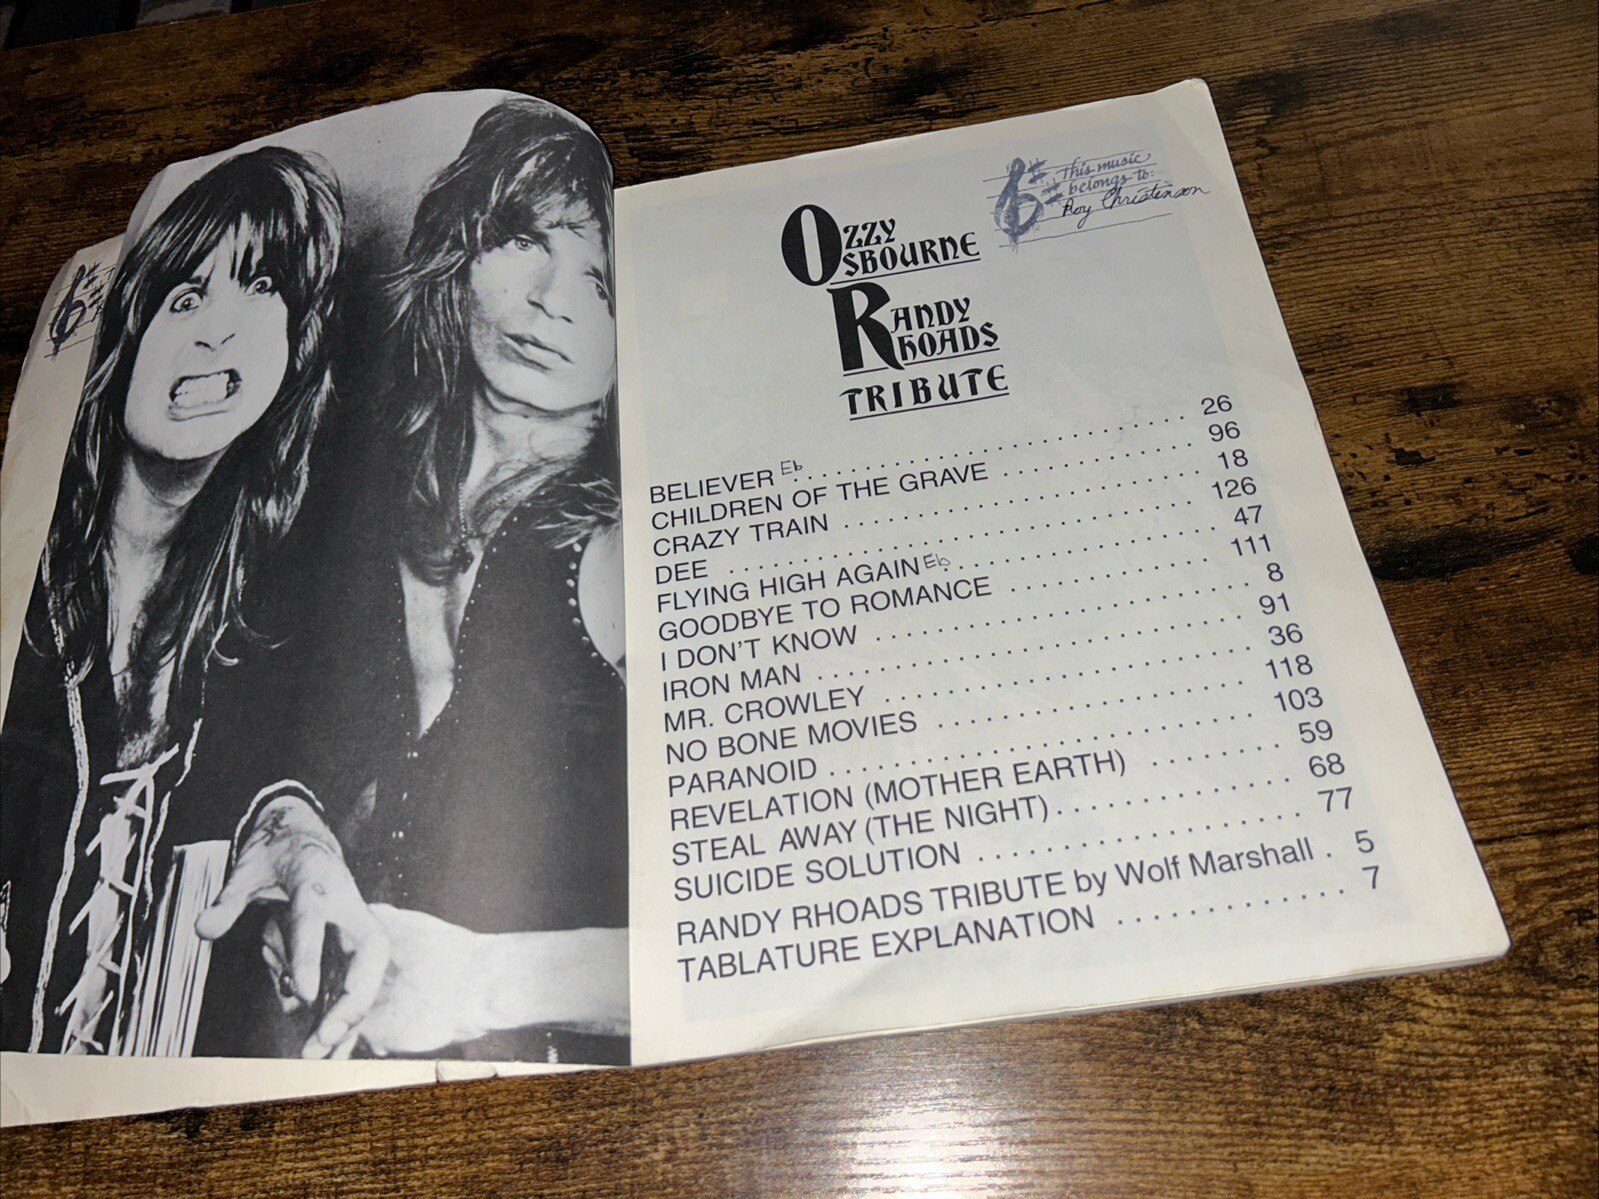 This music
belongs to:
Roy Christenson
OZZY
OSBOURNE
RANDY
RHOADS
TRIBUTE
BELIEVER Eb . . . . . . . . . . . . . . . . . . . . . . . . 26
CHILDREN OF THE GRAVE . . . . . . . . . . . . 96
CRAZY TRAIN . . . . . . . . . . . . . . . . . . . . . . 18
DEE . . . . . . . . . . . . . . . . . . . . . . . . . . . . 126
FLYING HIGH AGAIN Eb . . . . . . . . . . . . . . . . 47
GOODBYE TO ROMANCE . . . . . . . . . . . . . . 111
I DON'T KNOW . . . . . . . . . . . . . . . . . . . . . 8
IRON MAN . . . . . . . . . . . . . . . . . . . . . . . . 91
MR. CROWLEY . . . . . . . . . . . . . . . . . . . . . 36
NO BONE MOVIES . . . . . . . . . . . . . . . . . . 118
PARANOID . . . . . . . . . . . . . . . . . . . . . . . . 103
REVELATION (MOTHER EARTH) . . . . . . . . . 59
STEAL AWAY (THE NIGHT) . . . . . . . . . . . . . . 68
SUICIDE SOLUTION . . . . . . . . . . . . . . . . . . 77
RANDY RHOADS TRIBUTE by Wolf Marshall . 5
TABLATURE EXPLANATION . . . . . . . . . . . . . 7